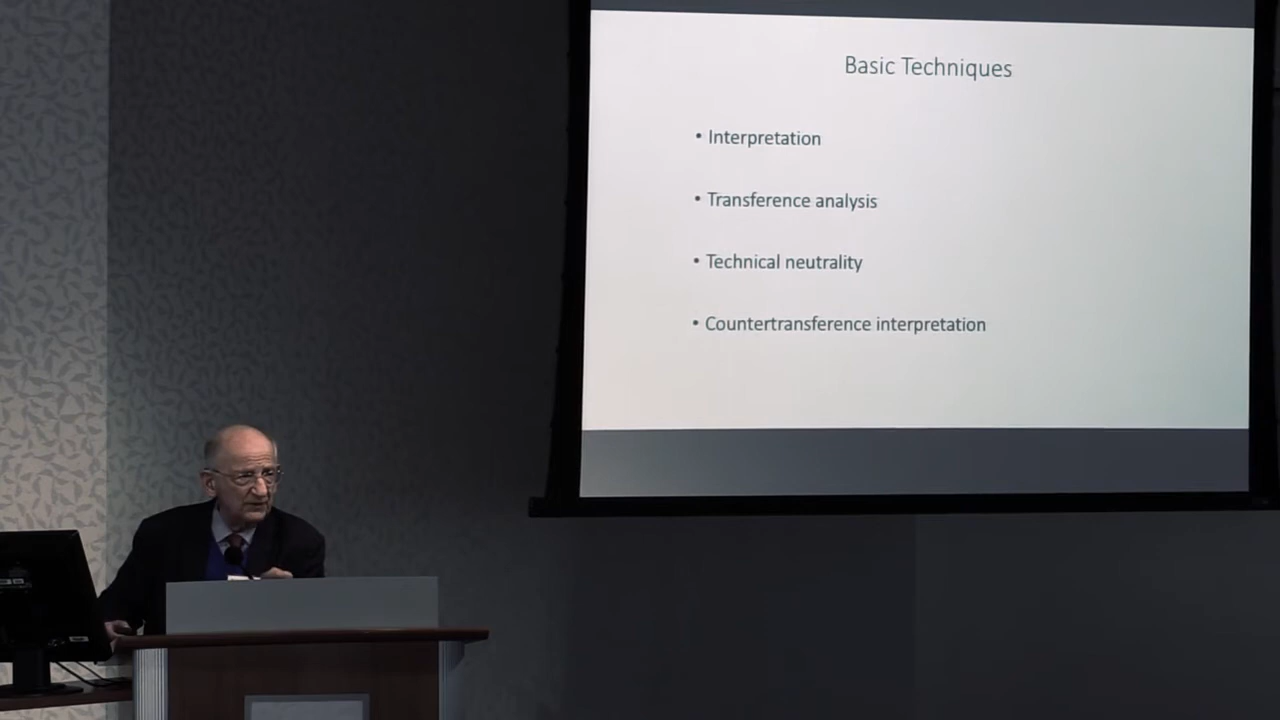 Basic Techniques
• Interpretation
• Transference analysis
• Technical neutrality
• Countertransference interpretation